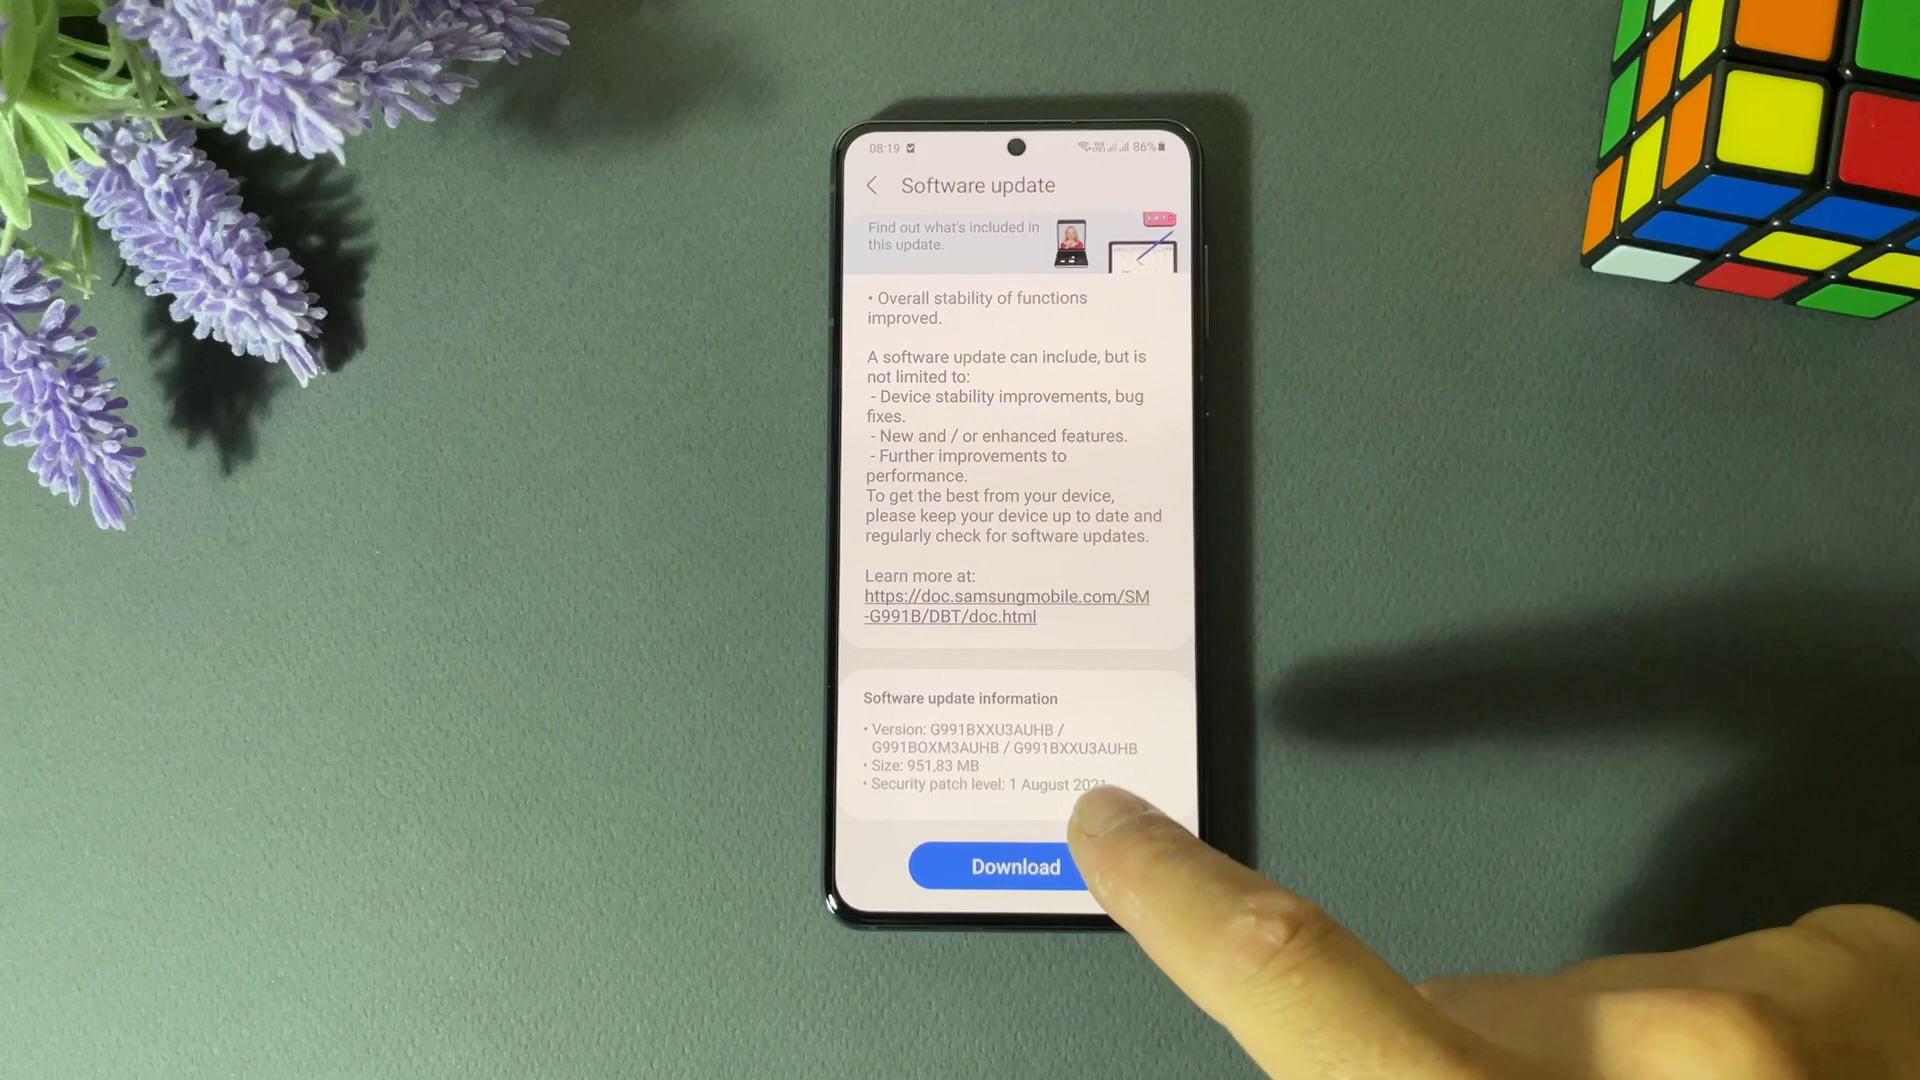 08:19
86%
Software update
Find out what's included in
this update.
• Overall stability of functions
improved.
A software update can include, but is
not limited to:
- Device stability improvements, bug
fixes.
- New and / or enhanced features.
- Further improvements to
performance.
To get the best from your device,
please keep your device up to date and
regularly check for software updates.
Learn more at:
https://doc.samsungmobile.com/SM
-G991B/DBT/doc.html
Software update information
• Version: G991BXXU3AUHB /
G991BOXM3AUHB / G991BXXU3AUHB
• Size: 951,83 MB
• Security patch level: 1 August 2021
Download